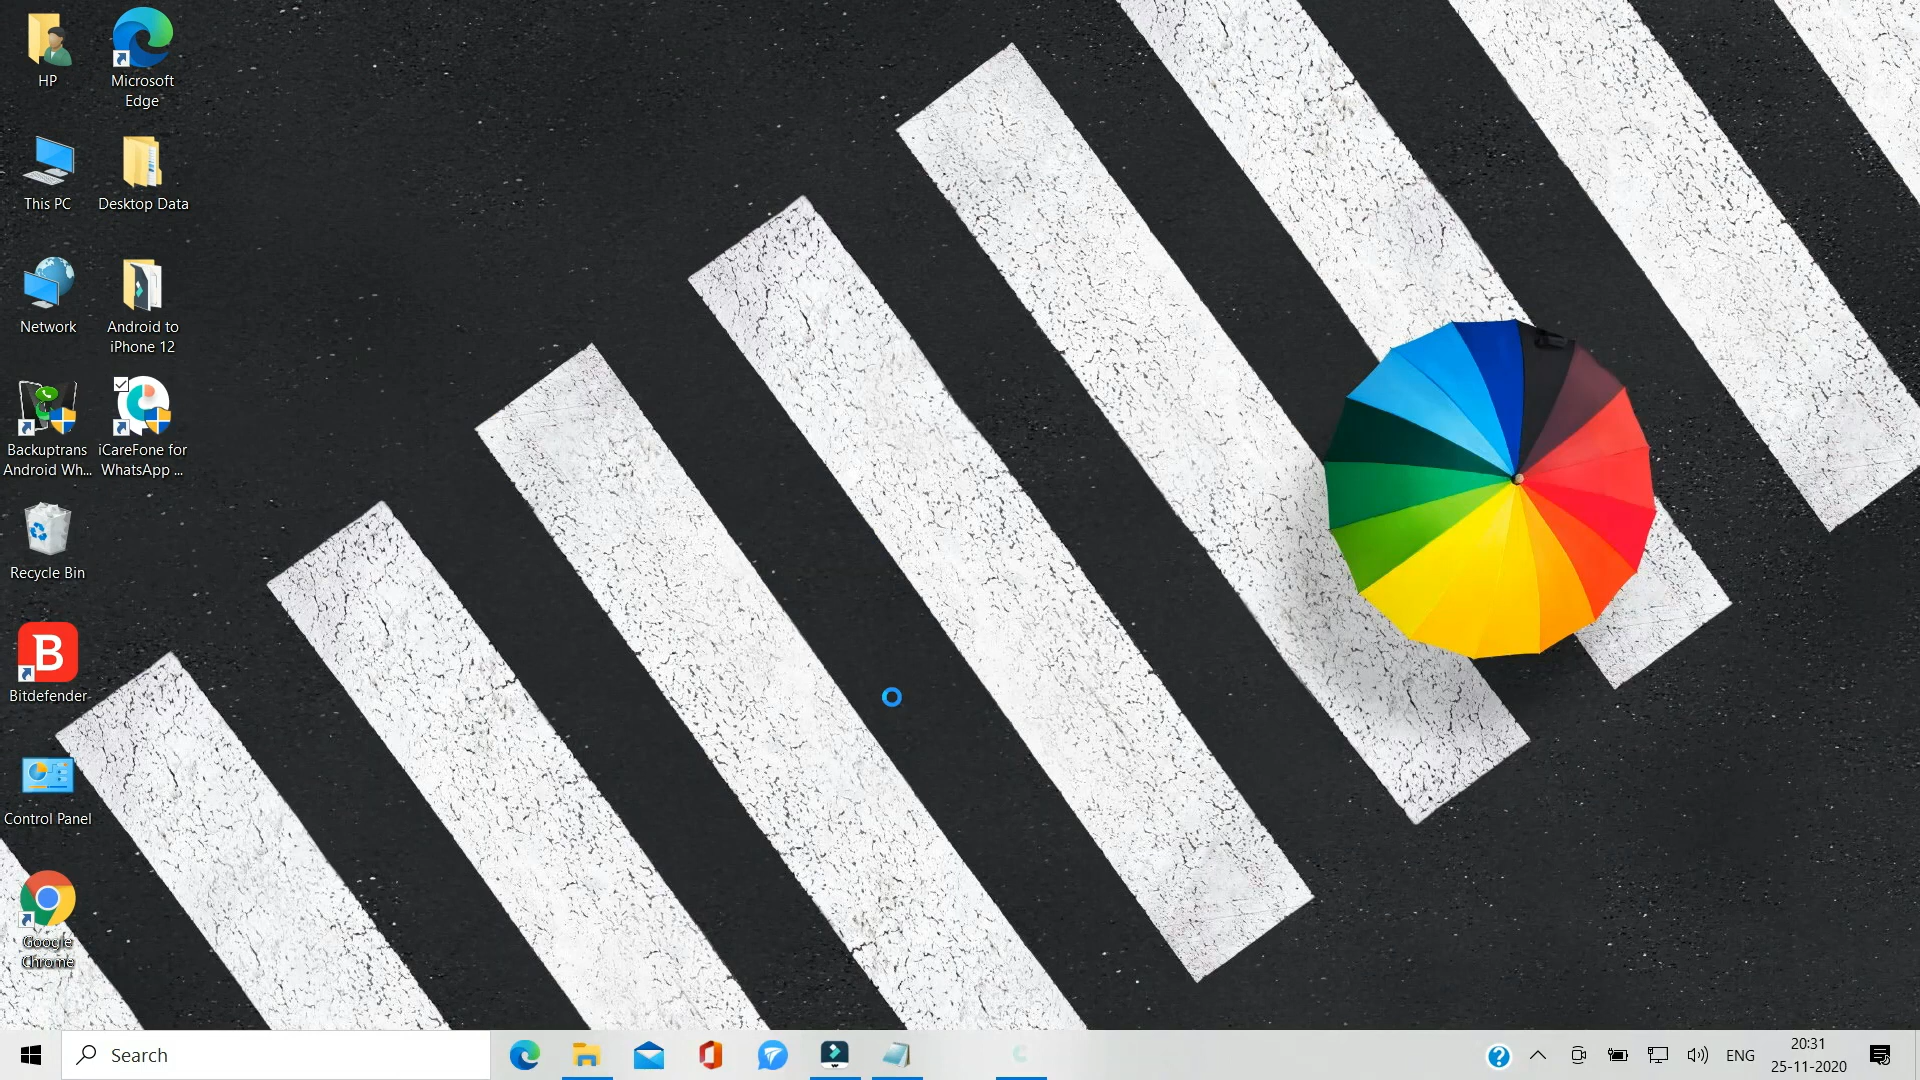 HP
Microsoft
Edge
This PC
Desktop Data
Network
Android to
iPhone 12
Backuptrans
Android Wh...
iCareFone for
WhatsApp ...
Recycle Bin
B
Bitdefender
Control Panel
Google
Chrome
Search
ENG
20:31
25-11-2020